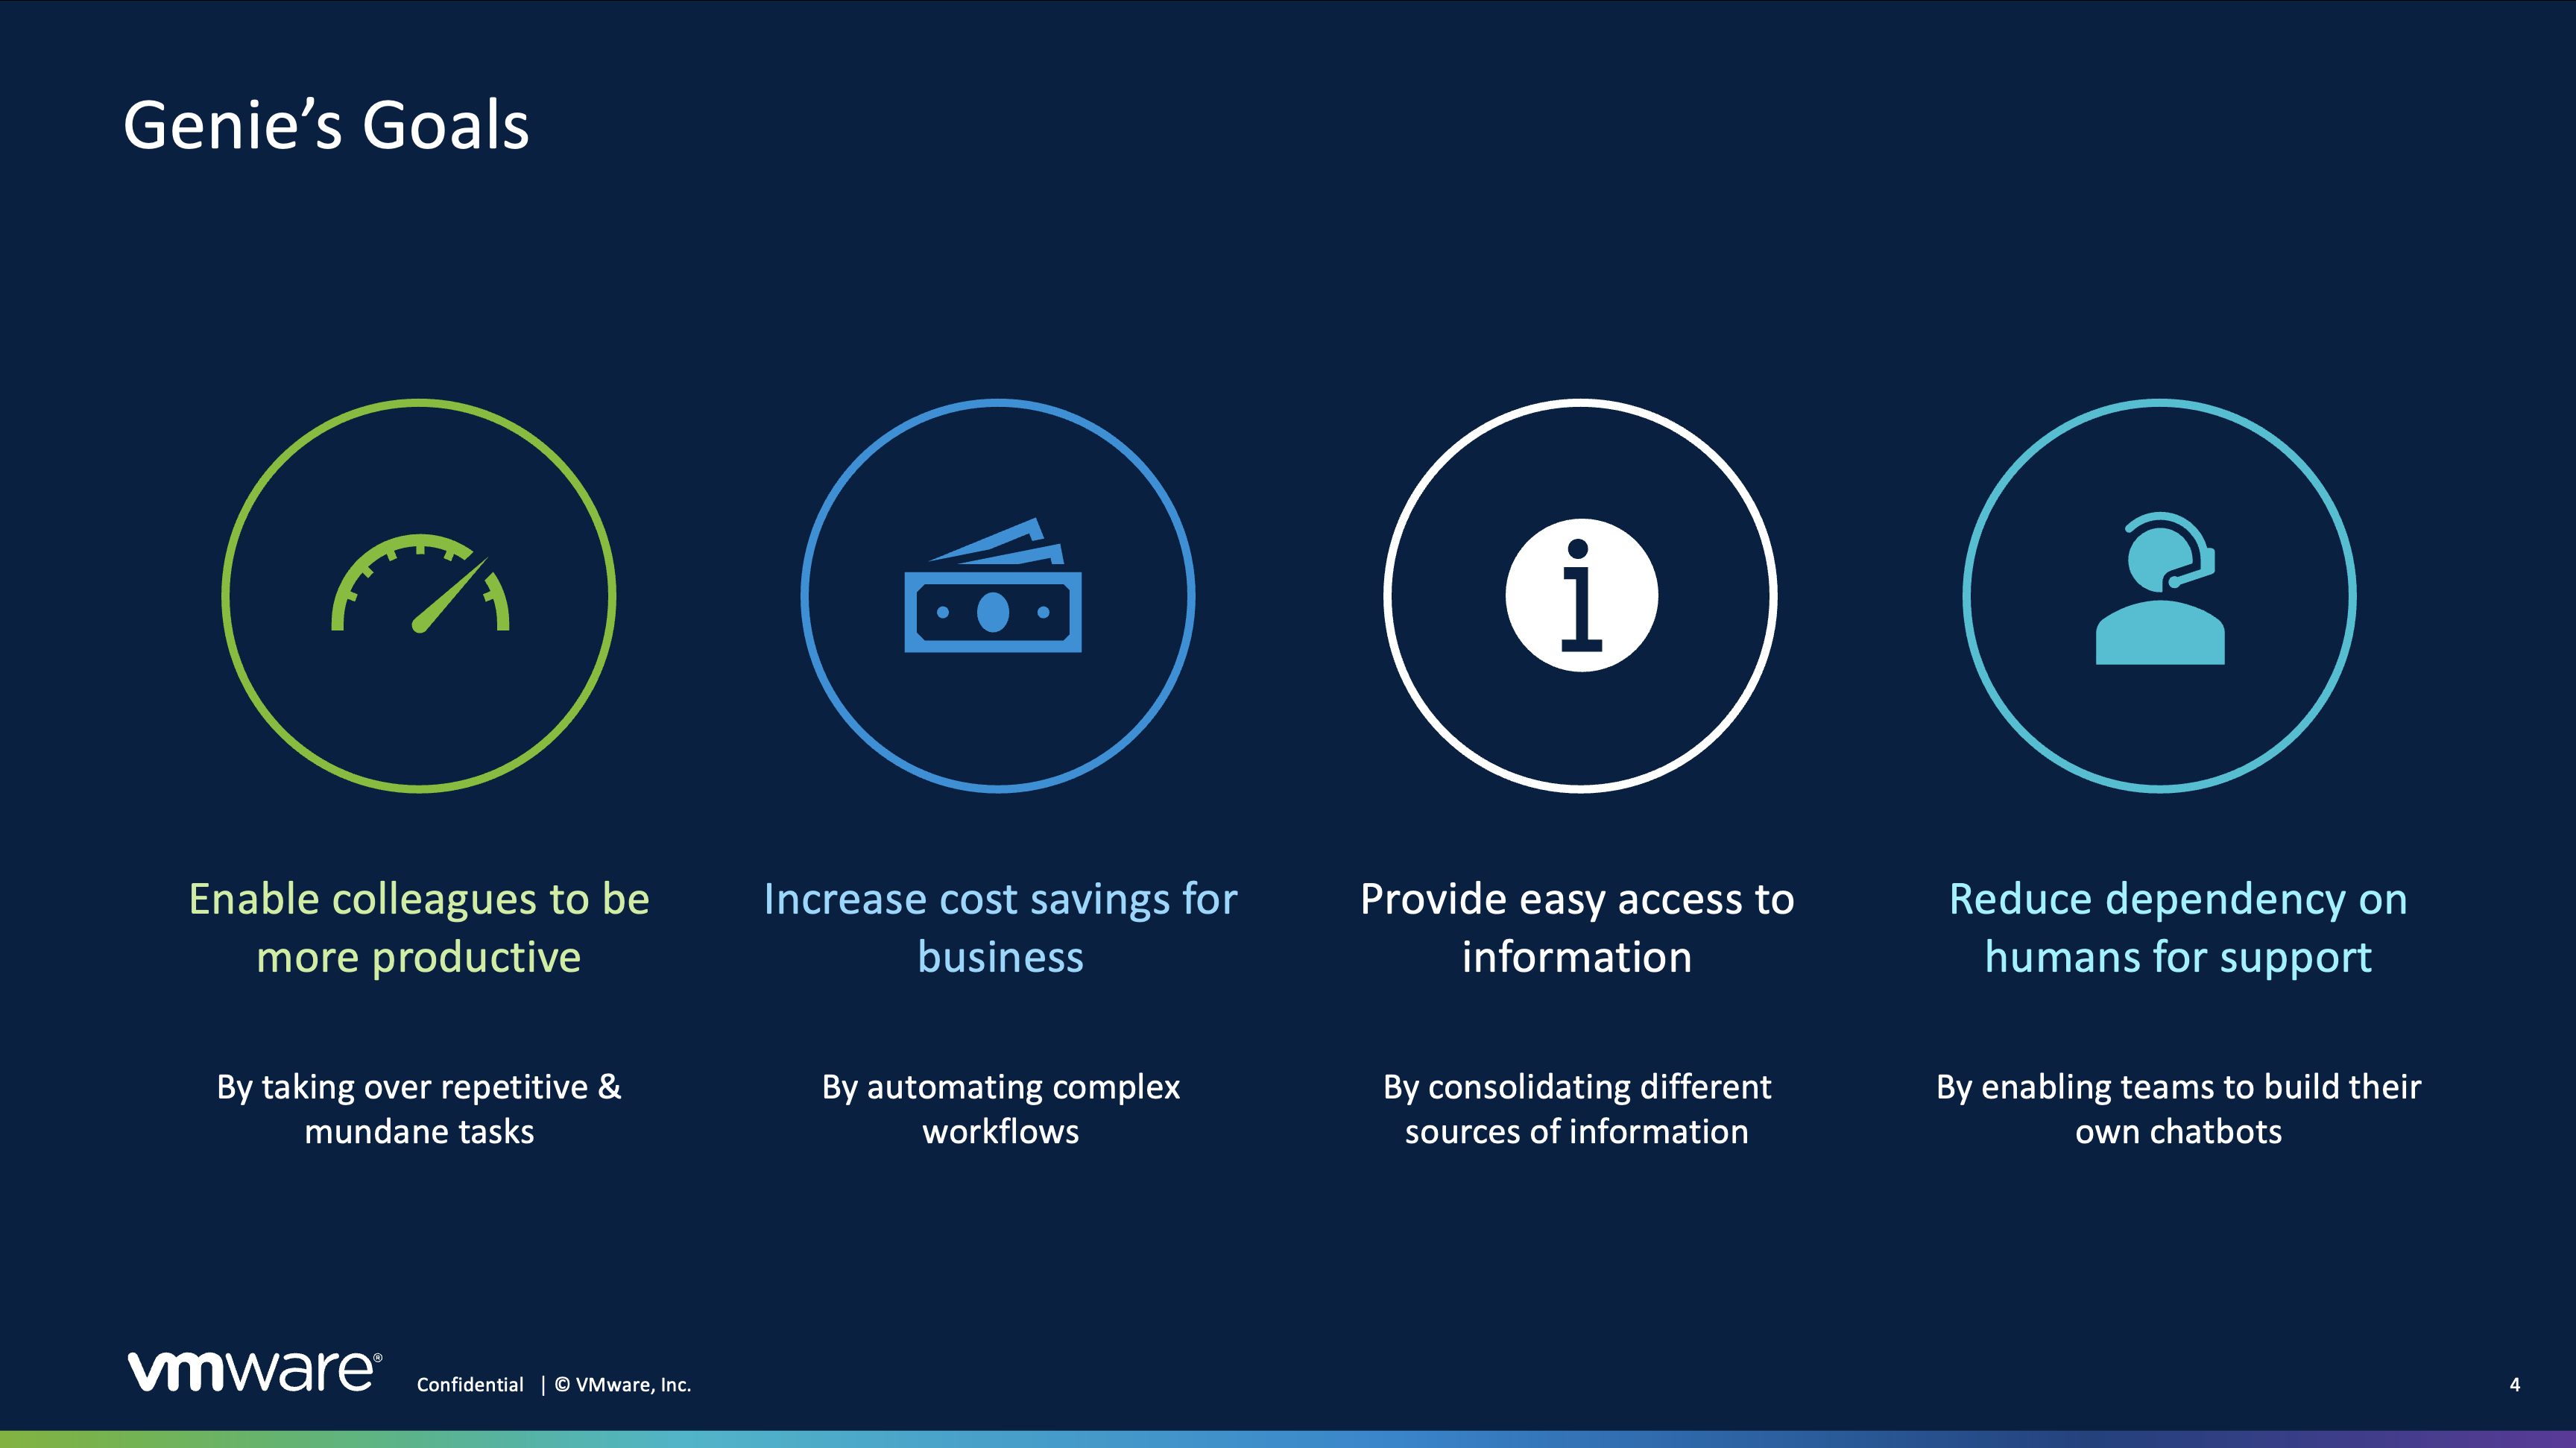 Genie’s Goals
Enable colleagues to be
more productive
By taking over repetitive &
mundane tasks
Increase cost savings for
business
By automating complex
workflows
Provide easy access to
information
By consolidating different
sources of information
Reduce dependency on
humans for support
By enabling teams to build their
own chatbots
vmware®
Confidential | © VMware, Inc.
4